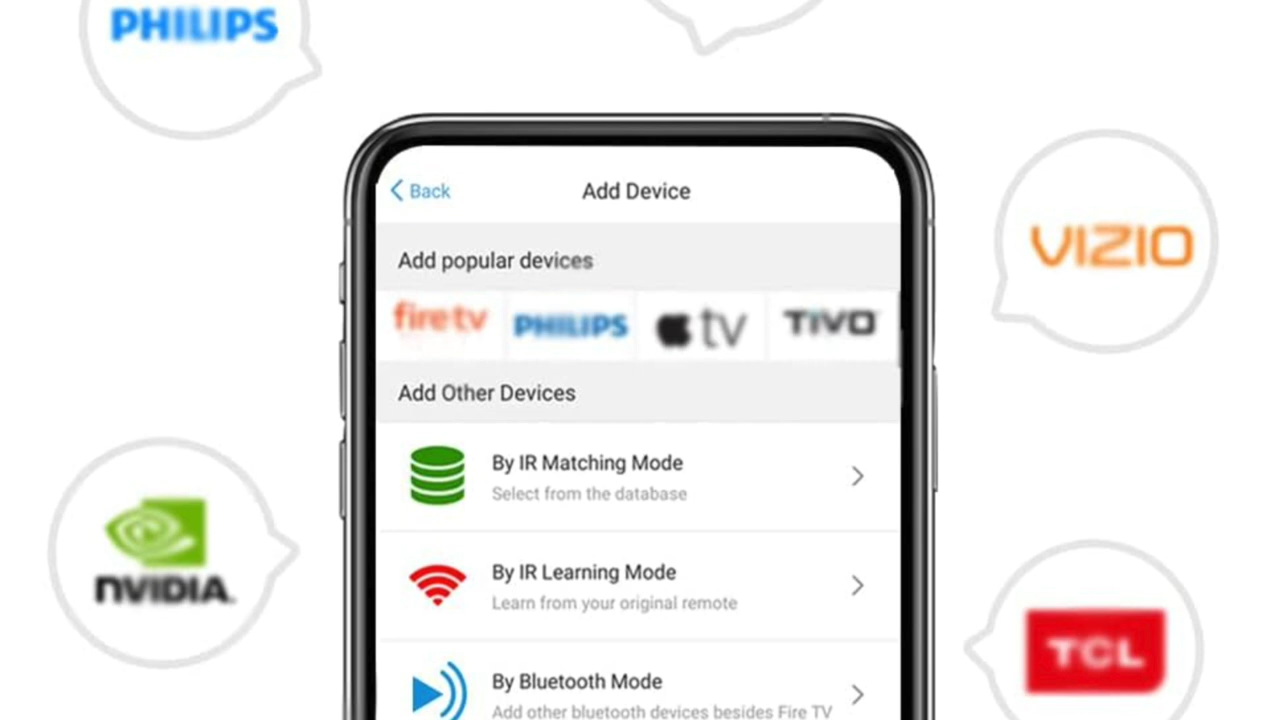 PHILIPS
Back
Add Device
Add popular devices
VIZIO
fire tv
PHILIPS
tv
TiVO
Add Other Devices
By IR Matching Mode
Select from the database
NVIDIA.
By IR Learning Mode
Learn from your original remote
TCL
By Bluetooth Mode
Add other bluetooth devices besides Fire TV